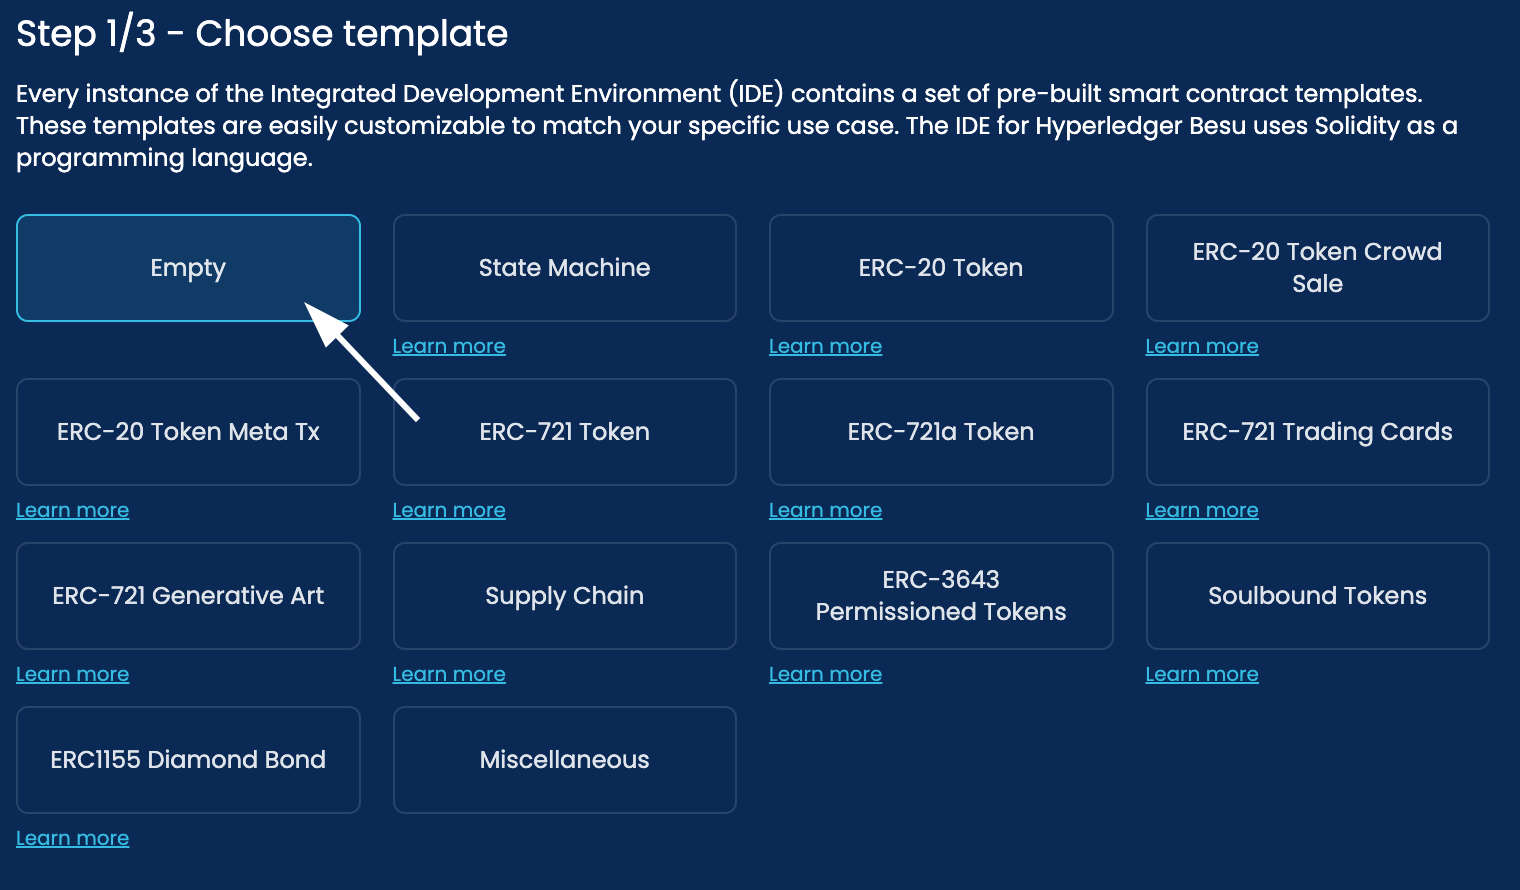 Step 1/3 - Choose template
Every instance of the Integrated Development Environment (IDE) contains a set of pre-built smart contract templates.
These templates are easily customizable to match your specific use case. The IDE for Hyperledger Besu uses Solidity as a
programming language.
Empty
State Machine
ERC-20 Token
ERC-20 Token Crowd
Sale
Learn more
Learn more
Learn more
ERC-20 Token Meta Tx
ERC-721 Token
ERC-721a Token
ERC-721 Trading Cards
Learn more
Learn more
Learn more
Learn more
ERC-721 Generative Art
Supply Chain
ERC-3643
Permissioned Tokens
Soulbound Tokens
Learn more
Learn more
Learn more
Learn more
ERC1155 Diamond Bond
Miscellaneous
Learn more